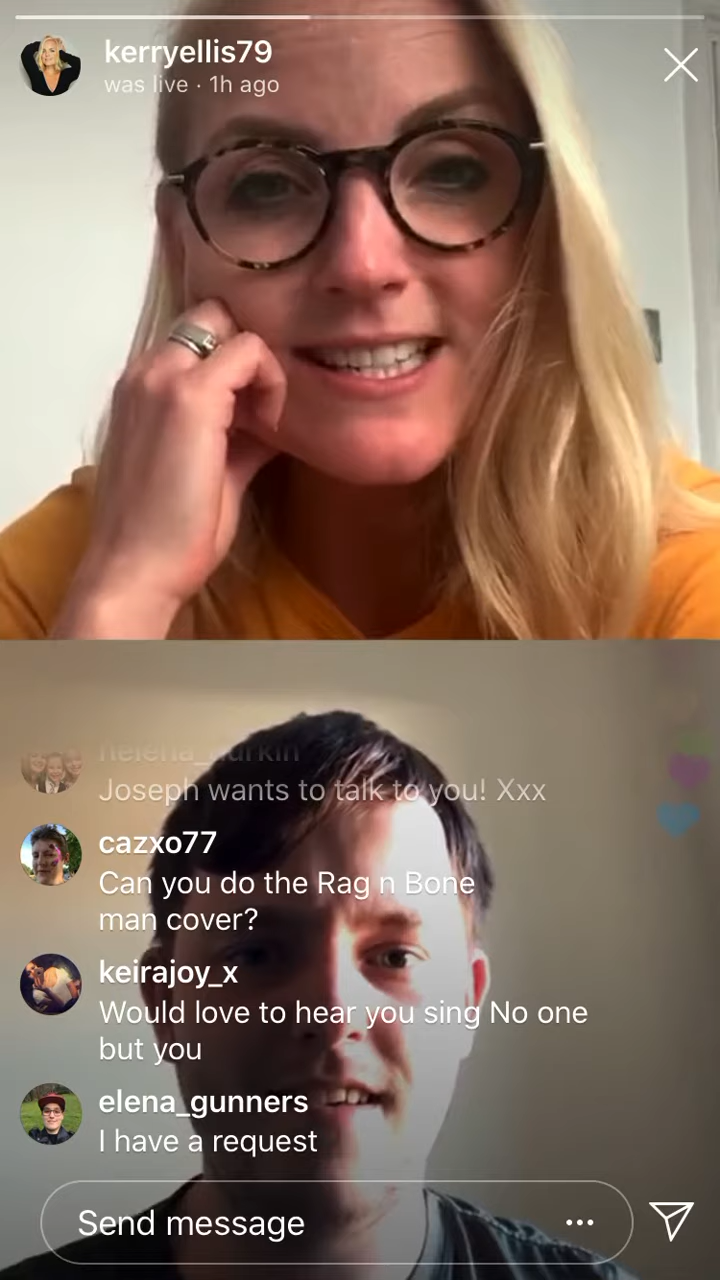 kerryellis79
was live · 1h ago
Joseph wants to talk to you! Xxx
cazxo77
Can you do the Rag n Bone
man cover?
keirajoy_x
Would love to hear you sing No one
but you
elena_gunners
I have a request
Send message